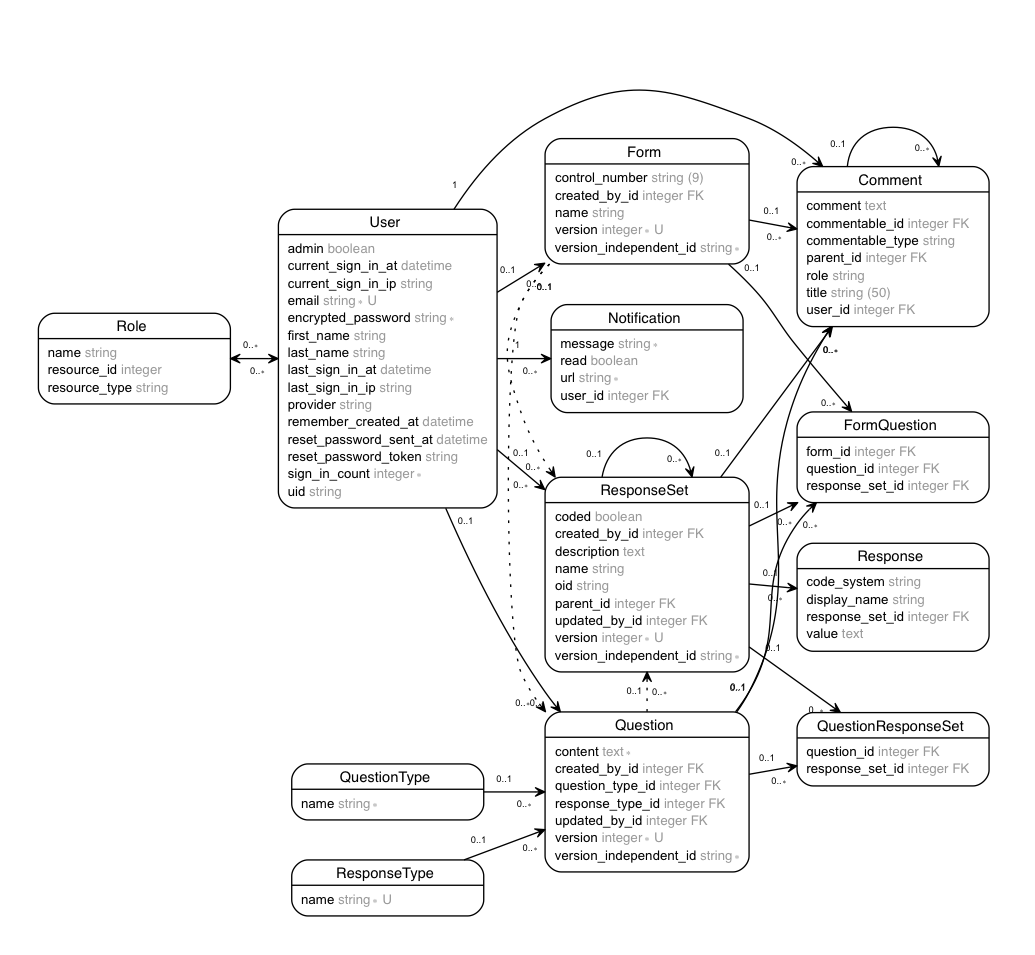 Role
name string
resource_id integer
resource_type string
0..∗
0..∗
User
admin boolean
current_sign_in_at datetime
current_sign_in_ip string
email string ∗ U
encrypted_password string ∗
first_name string
last_name string
last_sign_in_at datetime
last_sign_in_ip string
provider string
remember_created_at datetime
reset_password_sent_at datetime
reset_password_token string
sign_in_count integer ∗
uid string
1
0..∗
0..1
1
0..∗
0..1
0..∗
0..∗
0..1
Form
control_number string (9)
created_by_id integer FK
name string
version integer ∗ U
version_independent_id string ∗
0..1
0..1
0..∗
0..1
0..∗
Notification
message string ∗
read boolean
url string ∗
user_id integer FK
0..1
0..∗
ResponseSet
coded boolean
created_by_id integer FK
description text
name string
oid string
parent_id integer FK
updated_by_id integer FK
version integer ∗ U
version_independent_id string ∗
0..1
0..∗
0..1
0..∗
0..1
0..∗
0..1
0..∗
0..1
0..∗
0..1
0..∗
0..∗
Question
content text ∗
created_by_id integer FK
question_type_id integer FK
response_type_id integer FK
updated_by_id integer FK
version integer ∗ U
version_independent_id string ∗
0..1
0..1
0..∗
QuestionType
name string ∗
0..1
0..∗
ResponseType
name string ∗ U
0..1
0..∗
Comment
comment text
commentable_id integer FK
commentable_type string
parent_id integer FK
role string
title string (50)
user_id integer FK
0..1
0..∗
FormQuestion
form_id integer FK
question_id integer FK
response_set_id integer FK
Response
code_system string
display_name string
response_set_id integer FK
value text
QuestionResponseSet
question_id integer FK
response_set_id integer FK